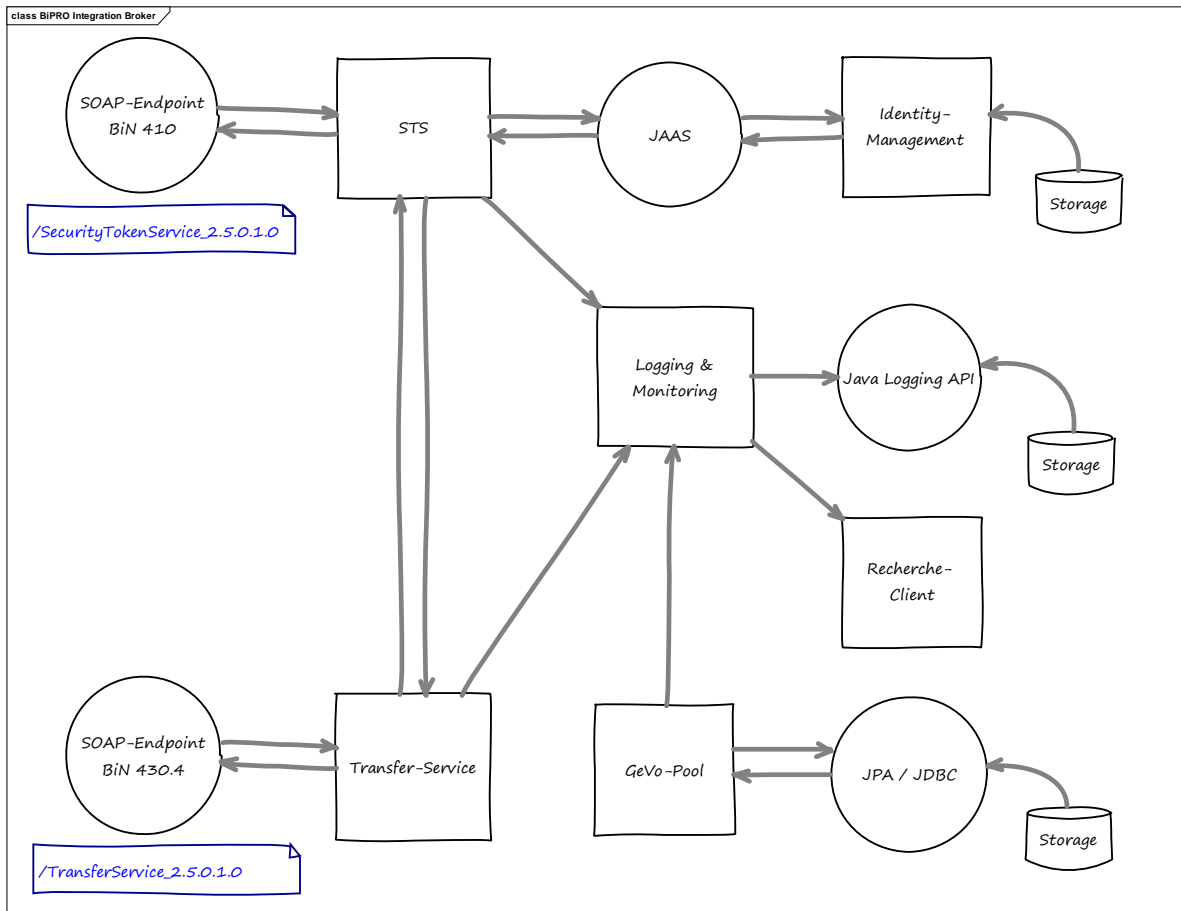 class BiPRO Integration Broker
SOAP-Endpoint
BiN 410
STS
JAAS
Identity-
Management
Storage
/SecurityTokenService_2.5.0.1.0
Logging &
Monitoring
Java Logging API
Storage
Recherche-
Client
SOAP-Endpoint
BiN 430.4
Transfer-Service
GeVo-Pool
JPA / JDBC
Storage
/TransferService_2.5.0.1.0